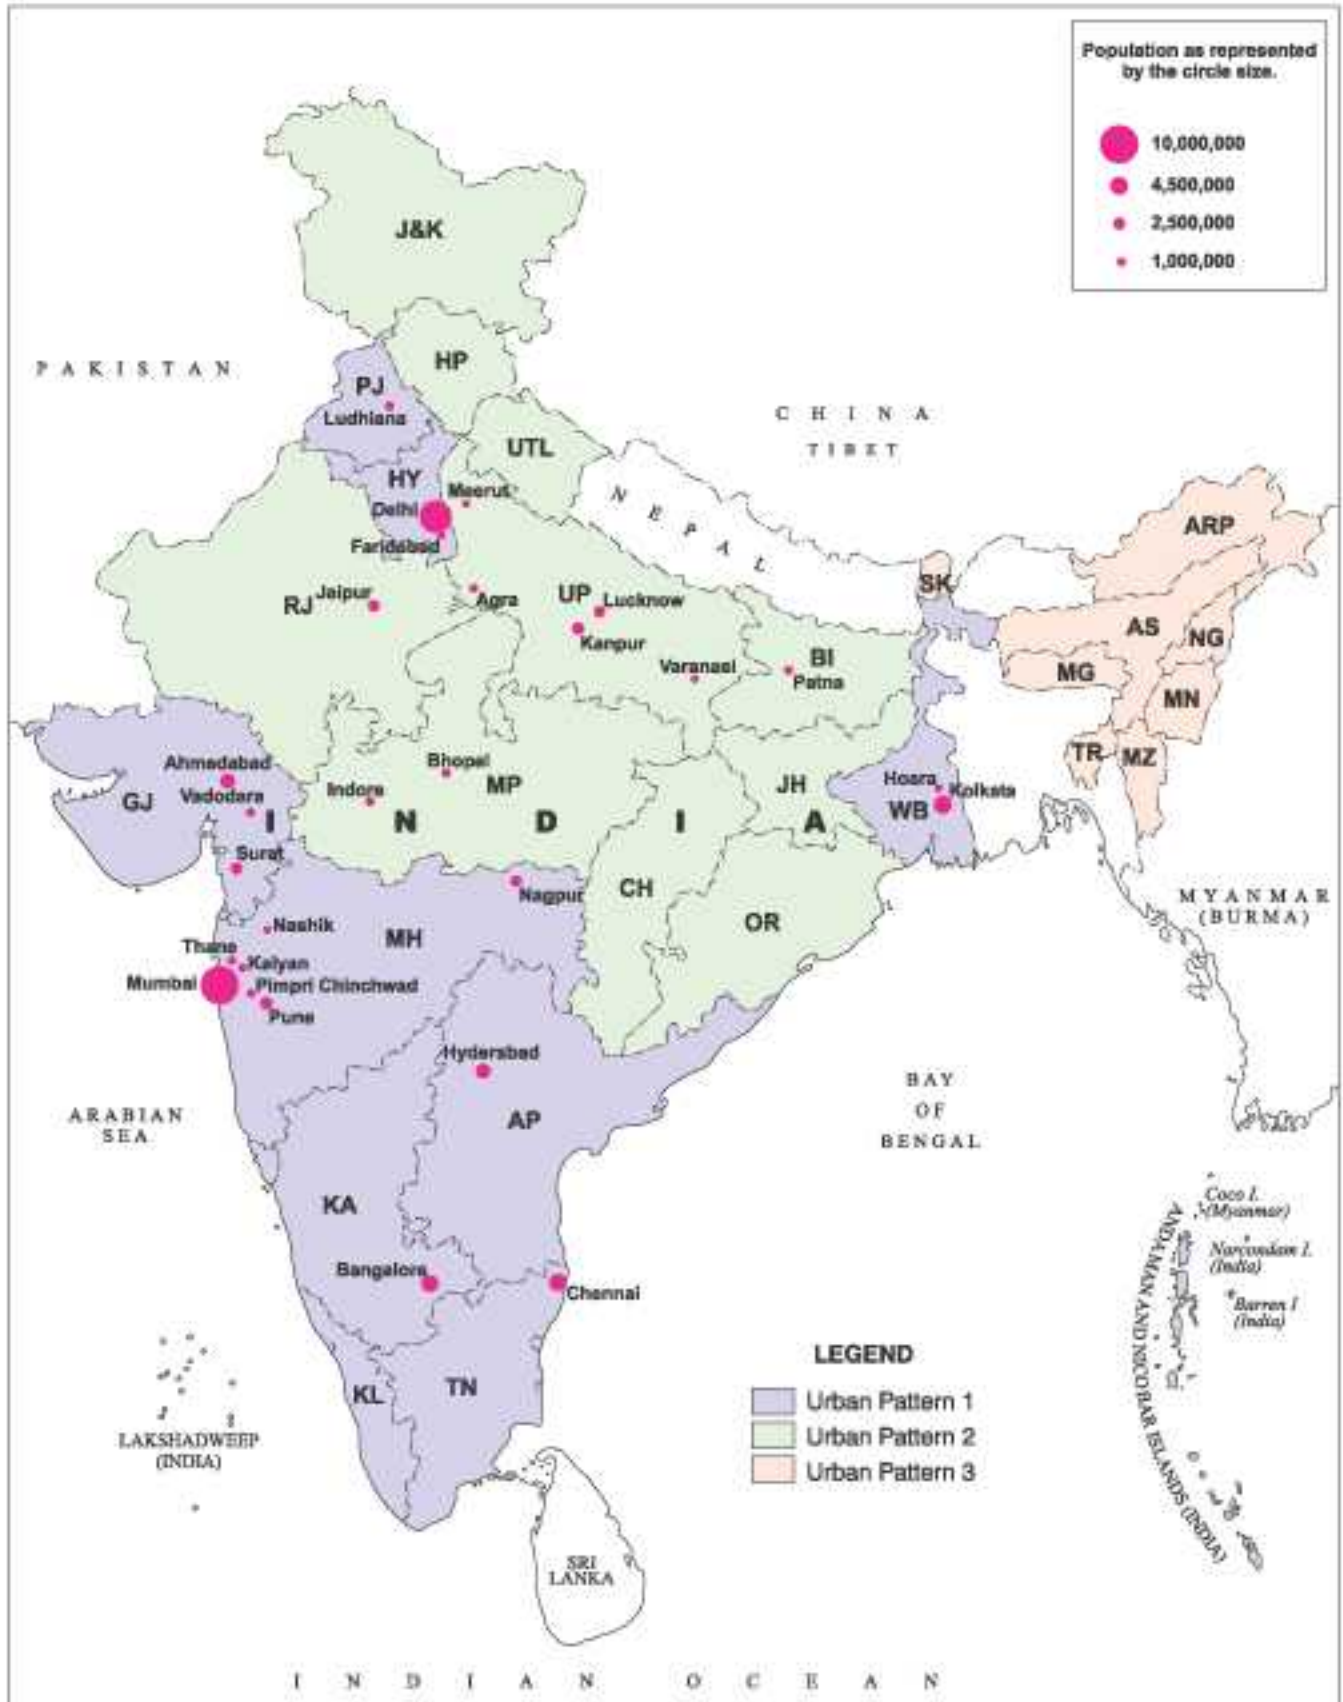 Population as represented
by the circle size.
10,000,000
4,500,000
2,500,000
1,000,000
J&K
HP
PAKISTAN
PJ
Ludhiana
CHINA
TIBET
UTL
HY
Meerut
Delhi
NEPAL
Faridabad
ARP
SK
RJ
Jaipur
Agra
UP
Lucknow
Kanpur
AS
NG
Varanasi
BI
Patna
MG
MN
TR
MZ
Ahmadabad
Vadodara
GJ
Bhopal
Indore
MP
JH
Hoara
Kolkata
WB
I N D I A
Surat
Nagpur
CH
OR
MYANMAR
(BURMA)
Nashik
MH
Thane
Kalyan
Mumbai
Pimpri Chinchwad
Pune
Hydersbad
AP
ARABIAN
SEA
BAY
OF
BENGAL
KA
Coco I.
(Myanmar)
Narcondam I.
(India)
Barren I
(India)
ANDAMAN AND NICOBAR ISLANDS (INDIA)
Bangalore
Chennai
KL
TN
LAKSHADWEEP
(INDIA)
LEGEND
Urban Pattern 1
Urban Pattern 2
Urban Pattern 3
SRI
LANKA
INDIAN OCEAN